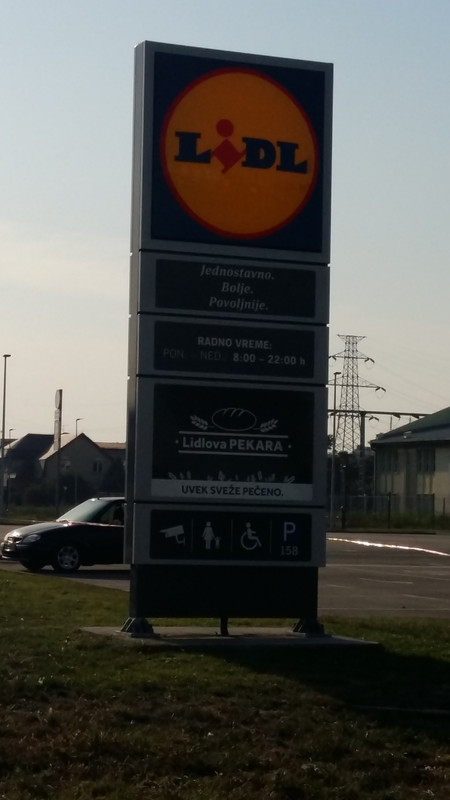 LiDL
Jednostavno.
Bolje.
Povoljnije.
RADNO VREME:
PON. - NED. 8:00 - 22:00 h
Lidlova PEKARA
UVEK SVEŽE PEČENO.
P
158